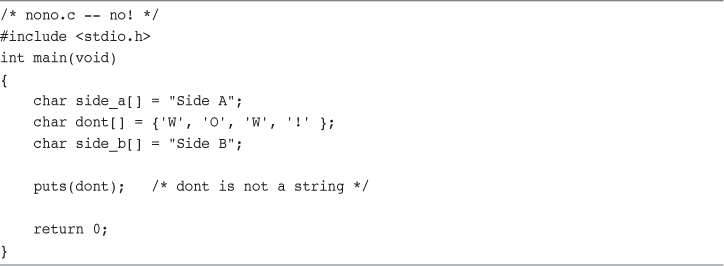 /* nono.c -- no! */
#include <stdio.h>
int main(void)
{
    char side_a[] = "Side A";
    char dont[] = {'W', 'O', 'W', '!' };
    char side_b[] = "Side B";

    puts(dont);   /* dont is not a string */

    return 0;
}